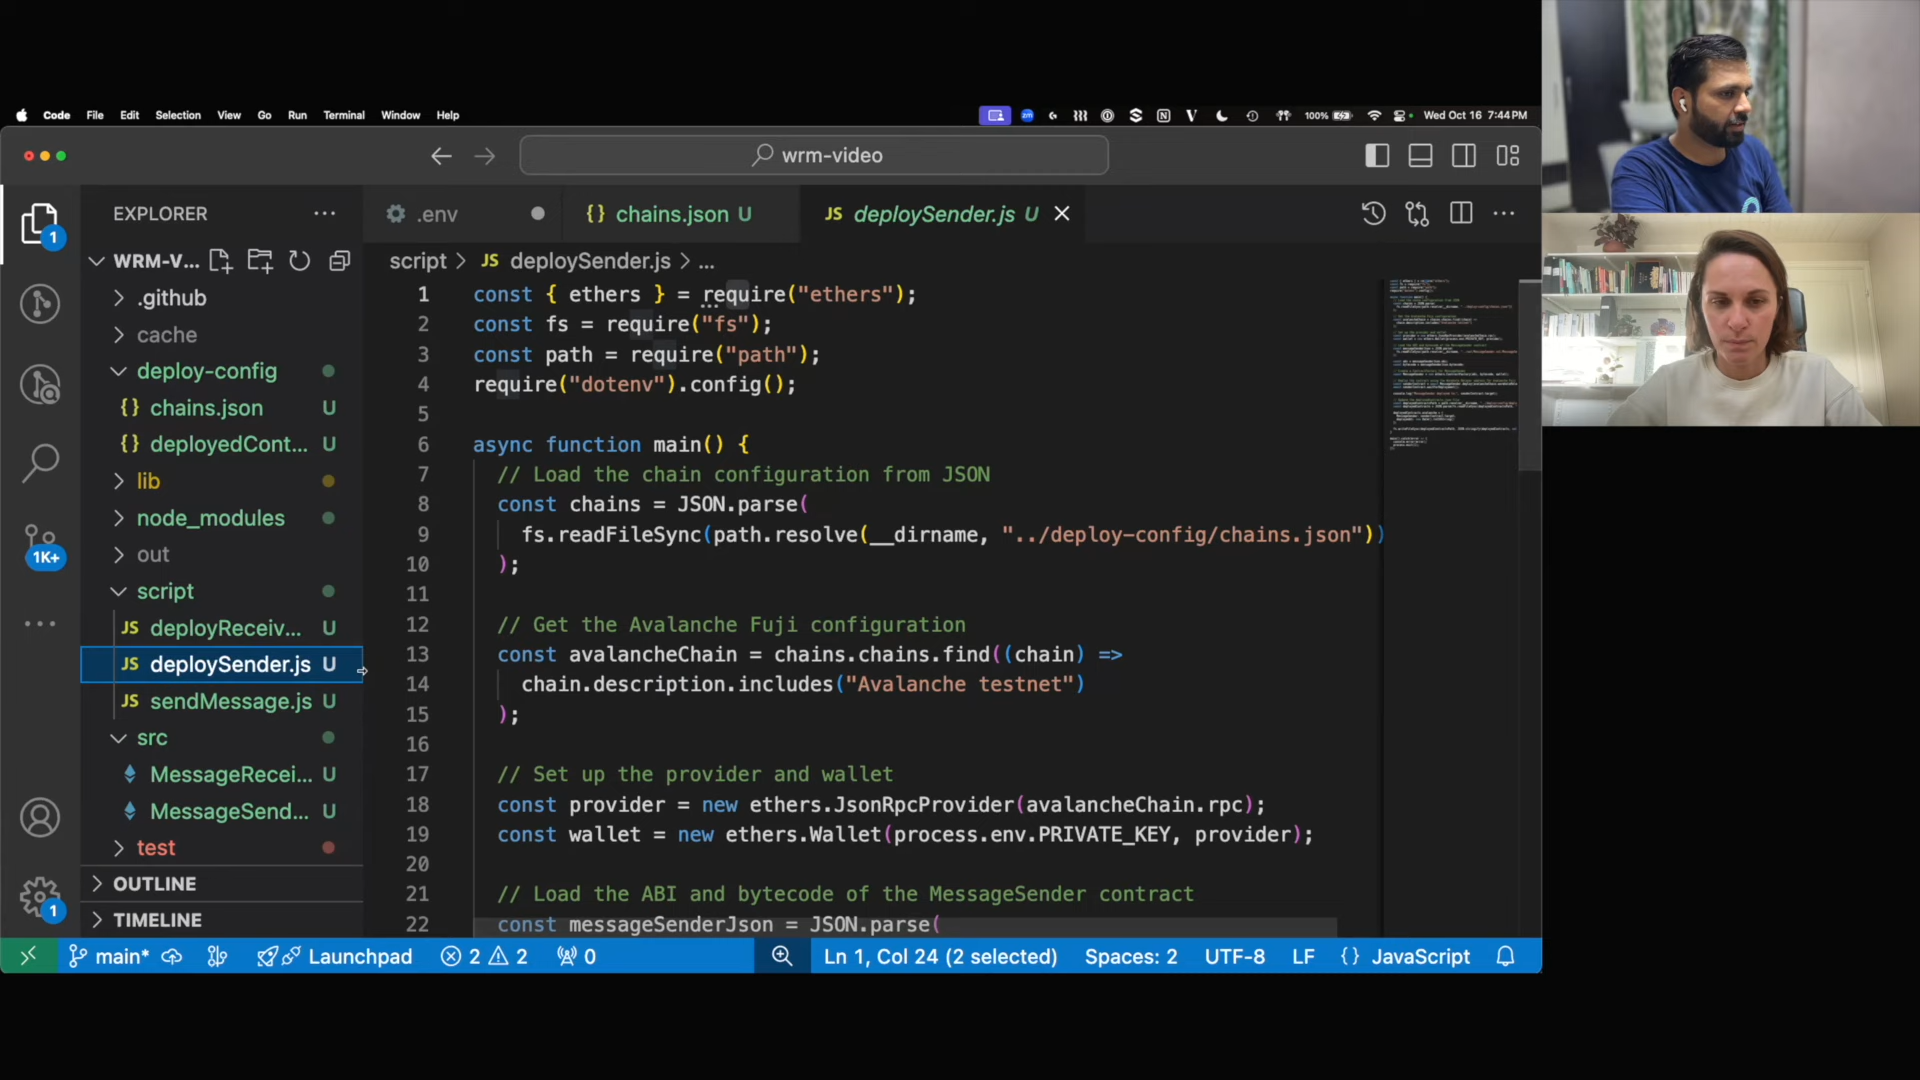 Code File Edit Selection View Go Run Terminal Window Help
zm N V 100% Wed Oct 16 7:44 PM
wrm-video
EXPLORER
.env
{} chains.json U
JS deploySender.js U
WRM-V...
script > JS deploySender.js > ...
.github
cache
deploy-config
{} chains.json U
{} deployedCont... U
lib
node_modules
out
script
JS deployReceiv... U
JS deploySender.js U
JS sendMessage.js U
src
MessageRecei... U
MessageSend... U
test
OUTLINE
TIMELINE
1
1K+
1
1 const { ethers } = require("ethers");
2 const fs = require("fs");
3 const path = require("path");
4 require("dotenv").config();
5
6 async function main() {
7 // Load the chain configuration from JSON
8 const chains = JSON.parse(
9 fs.readFileSync(path.resolve(__dirname, "../deploy-config/chains.json"))
10 );
11
12 // Get the Avalanche Fuji configuration
13 const avalancheChain = chains.chains.find((chain) =>
14 chain.description.includes("Avalanche testnet")
15 );
16
17 // Set up the provider and wallet
18 const provider = new ethers.JsonRpcProvider(avalancheChain.rpc);
19 const wallet = new ethers.Wallet(process.env.PRIVATE_KEY, provider);
20
21 // Load the ABI and bytecode of the MessageSender contract
22 const messageSenderJson = JSON.parse(
main* Launchpad 2 2 0 Ln 1, Col 24 (2 selected) Spaces: 2 UTF-8 LF {} JavaScript